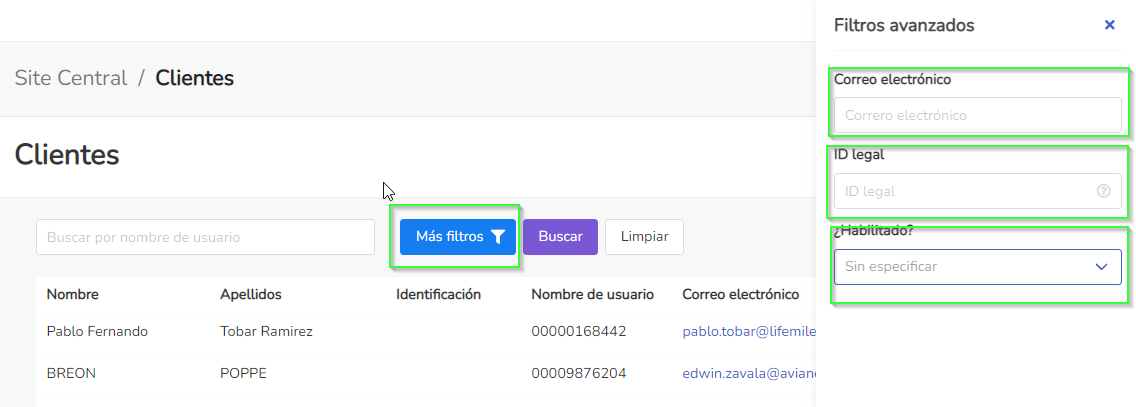 Filtros avanzados
Site Central / Clientes
Correo electrónico
Correro electrónico
Clientes
ID legal
ID legal
¿Habilitado?
Sin especificar
Buscar por nombre de usuario Más filtros Buscar Limpiar
Nombre Apellidos Identificación Nombre de usuario Correo electrónico
Pablo Fernando Tobar Ramirez 00000168442 pablo.tobar@lifemile
BREON POPPE 00009876204 edwin.zavala@avian